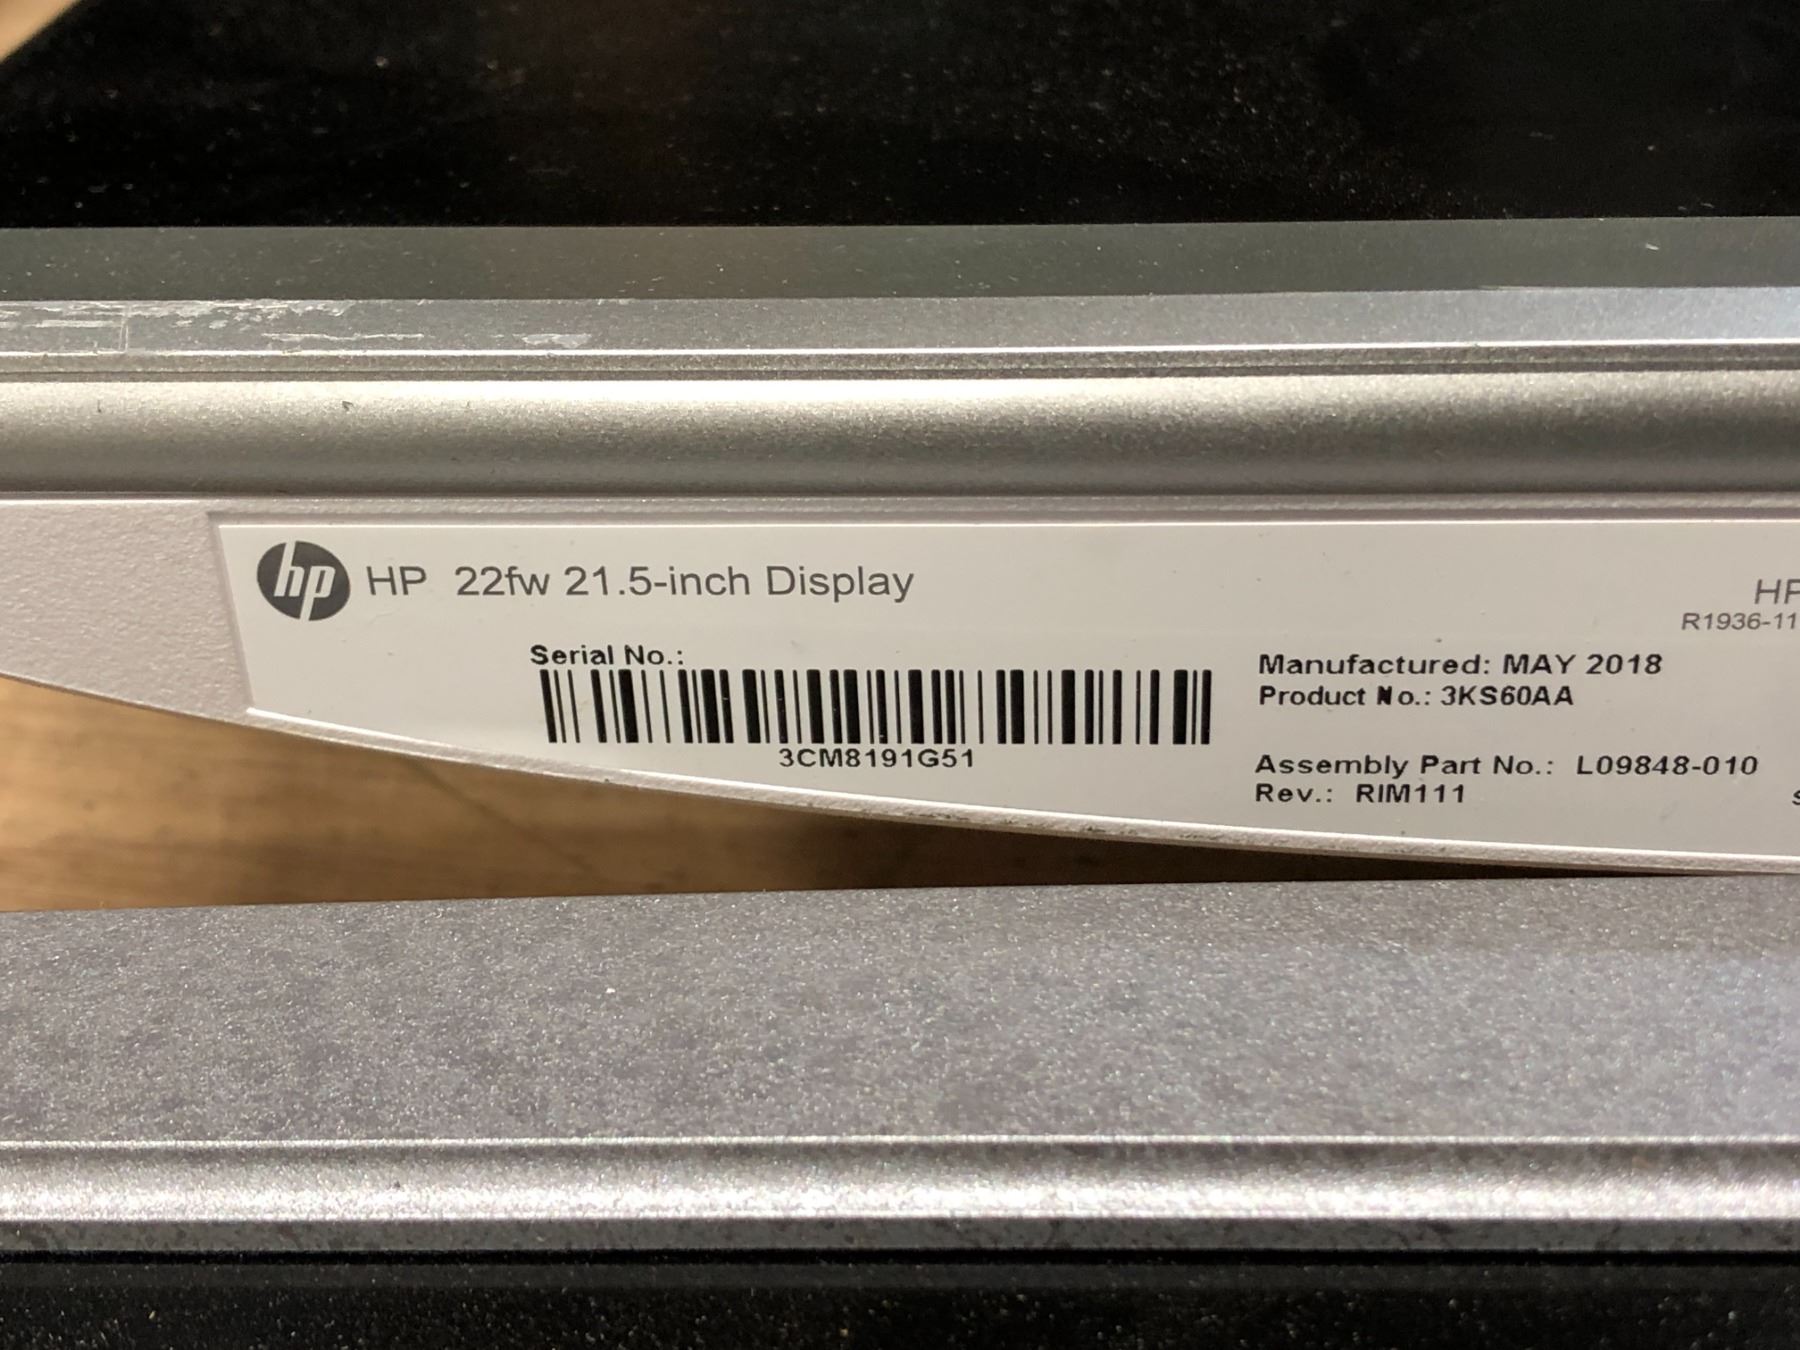 hp HP 22fw 21.5-inch Display
HP
R1936-11
Serial No.:
3CM8191G51
Manufactured: MAY 2018
Product No.: 3KS60AA
Assembly Part No.: L09848-010
Rev.: RIM111